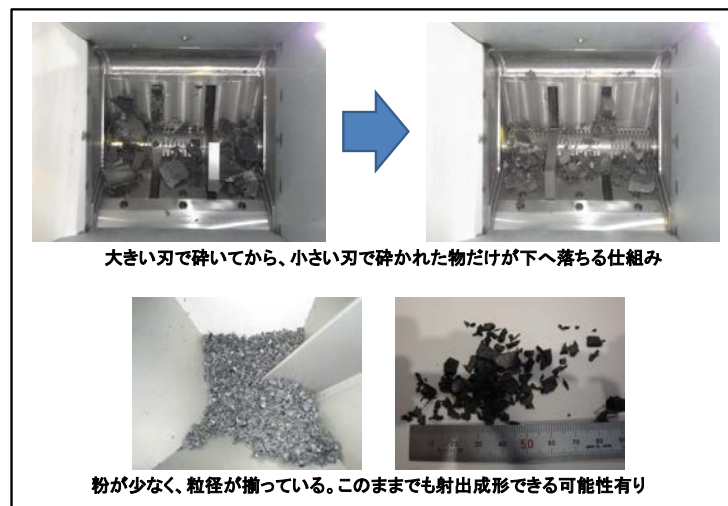 大きい刃で砕いてから、小さい刃で砕かれた物だけが下へ落ちる仕組み
粉が少なく、粒径が揃っている。このままでも射出成形できる可能性有り
50